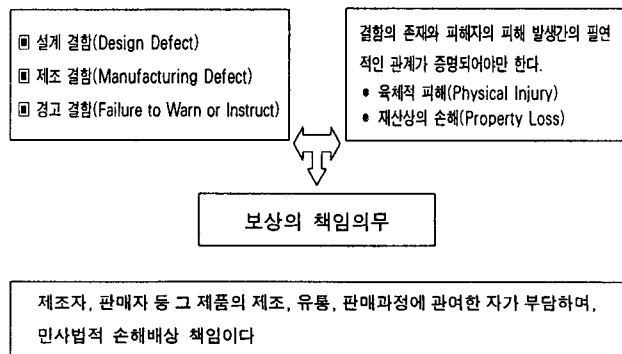 ▣ 설계 결함(Design Defect)
▣ 제조 결함(Manufacturing Defect)
▣ 경고 결함(Failure to Warn or Instruct)
결함의 존재와 피해자의 피해 발생간의 필연
적인 관계가 증명되어야만 한다.
• 육체적 피해(Physical Injury)
• 재산상의 손해(Property Loss)
보상의 책임의무
제조자, 판매자 등 그 제품의 제조, 유통, 판매과정에 관여한 자가 부담하며,
민사법적 손해배상 책임이다